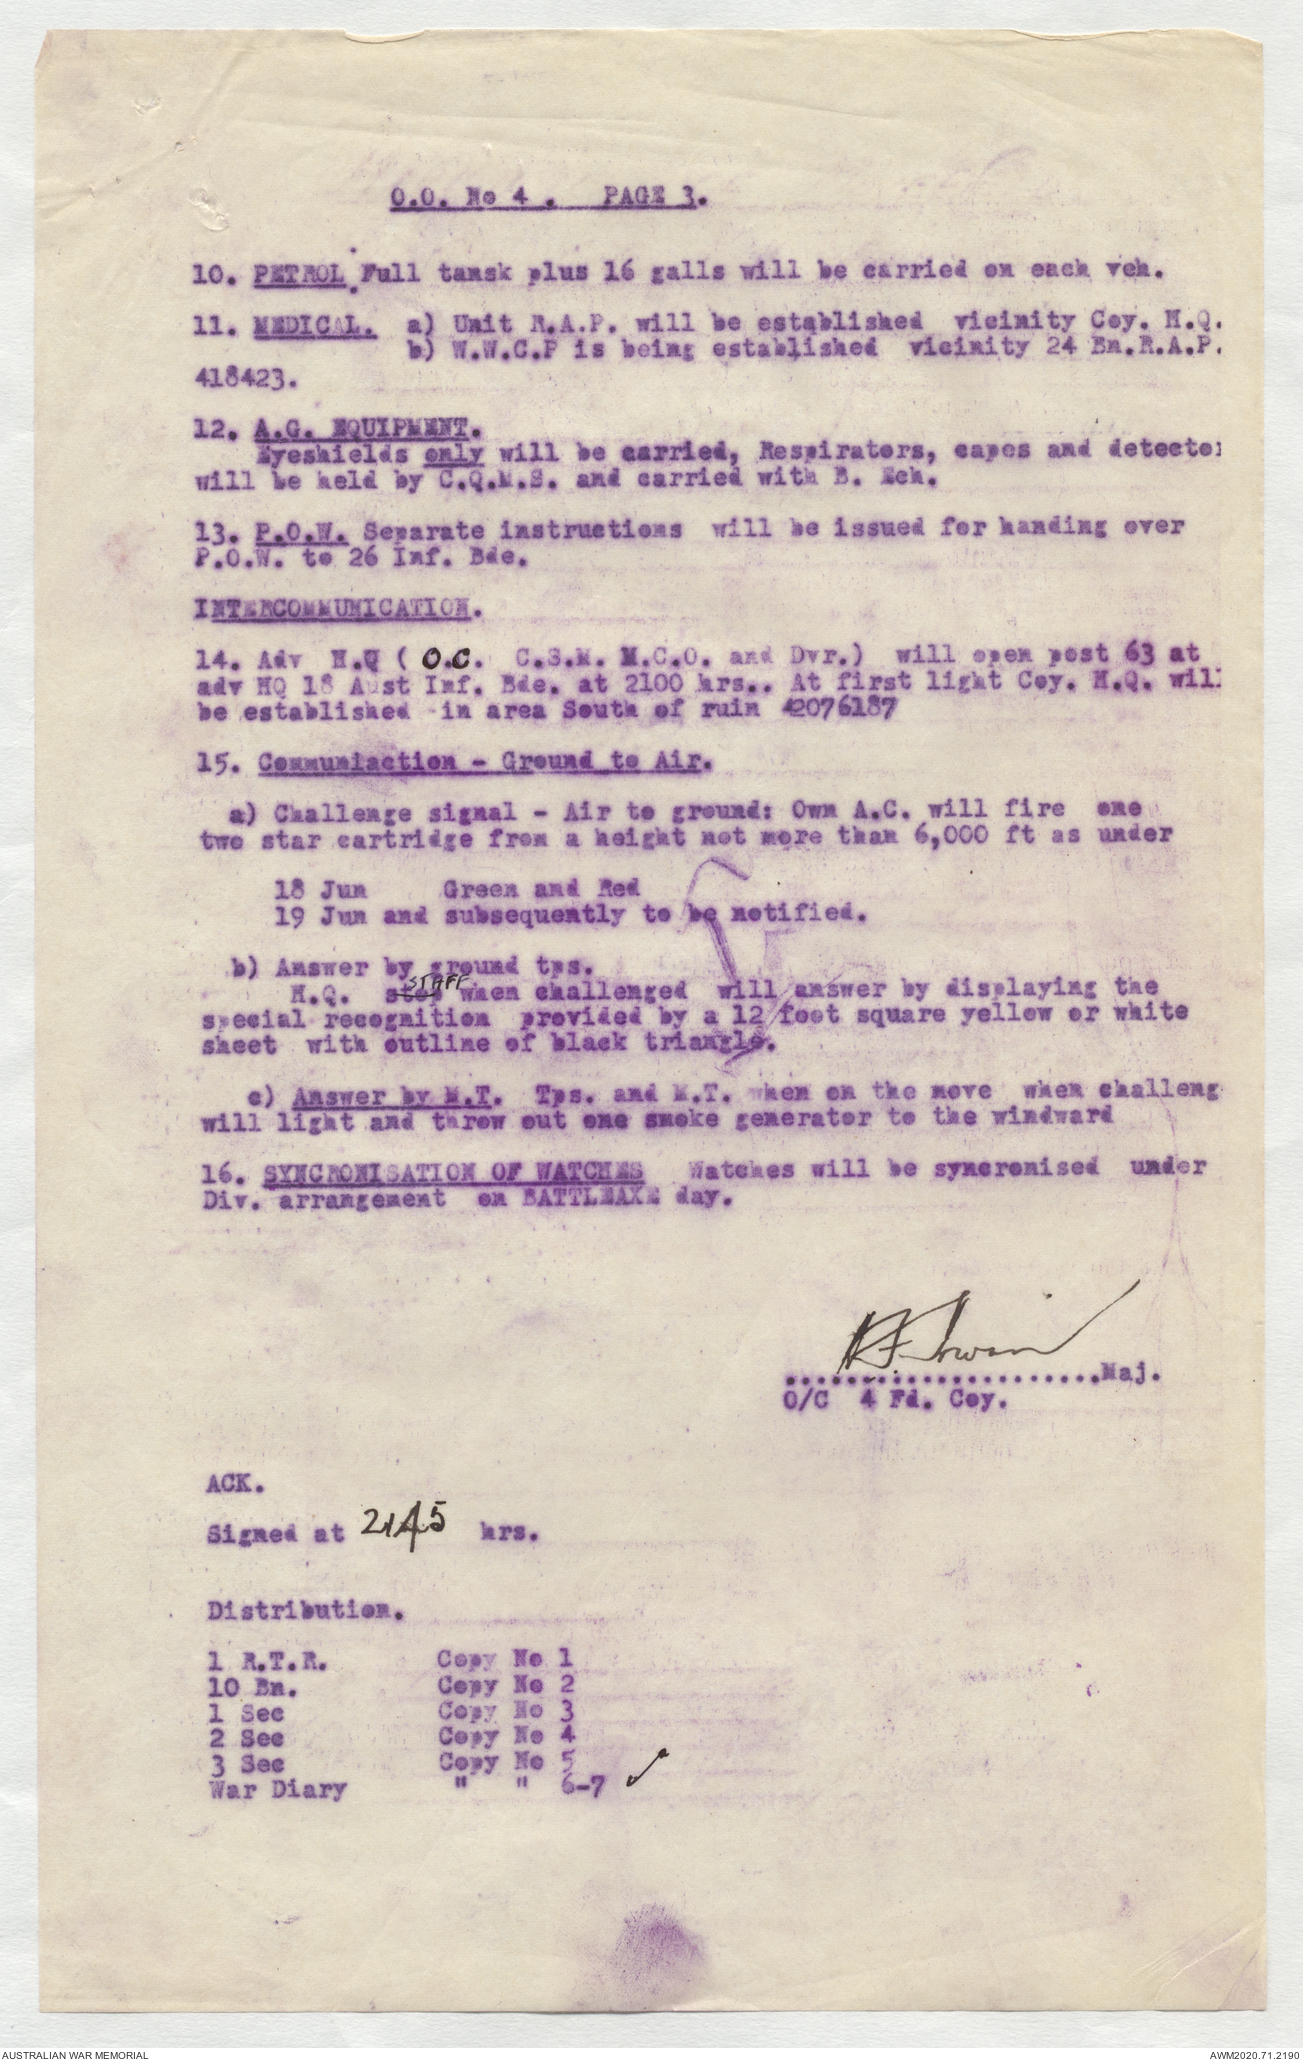 O.O. No 4 .   PAGE 3.
10. PETROL. Full tansk plus 16 galls will be carried on each veh.
11. MEDICAL.  a) Unit R.A.P. will be established  vicinity Coy. H.Q.
b) W.W.C.P is being established  vicinity 24 Bn.R.A.P.
418423.
12. A.G. EQUIPMENT.
Eyeshields only will be carried, Respirators, capes and detector
will be held by C.Q.M.S. and carried with B. Ech.
13. P.O.W. Separate instructions  will be issued for handing over
P.O.W. to 26 Inf. Bde.
INTERCOMMUNICATION.
14. Adv  H.Q ( O.C.  C.S.M. N.C.O. and Dvr.)  will open post 63 at
adv HQ 18 Aust Inf. Bde. at 2100 hrs.. At first light Coy. H.Q. will
be established  in area South of ruin 42076187
15. Communiaction - Ground to Air.
a) Challenge signal - Air to ground: Own A.C. will fire  one
two star cartridge from a height not more than 6,000 ft as under
18 Jun     Green and Red
19 Jun and subsequently to be notified.
b) Answer by ground tps.
STAFF
H.Q.  step when challenged  will answer by displaying the
special recognition  provided by a 12 foot square yellow or white
sheet  with outline of black triangle.
c) Answer by M.T.  Tps. and M.T. when on the move  when challeng
will light and throw out one smoke generator to the windward
16. SYNCRONISATION OF WATCHES   Watches will be syncronised  under
Div. arrangement  on BATTLEAXE day.
.....................Maj.
O/C  4 Fd. Coy.
ACK.
Signed at 2145 hrs.
Distribution.
1 R.T.R.   Copy No 1
10 Bn.   Copy No 2
1 Sec   Copy No 3
2 Sec   Copy No 4
3 Sec   Copy No 5
War Diary   "   "  6-7 ✓
AUSTRALIAN WAR MEMORIAL   AWM2020.71.2190